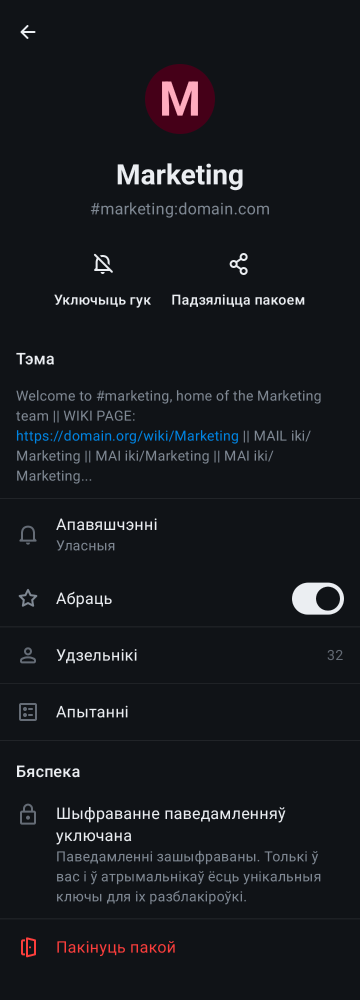 M
Marketing
#marketing:domain.com
Уключыць гук
Падзяліцца пакоем
Тэма
Welcome to #marketing, home of the Marketing
team || WIKI PAGE:
https://domain.org/wiki/Marketing || MAIL iki/
Marketing || MAI iki/Marketing || MAI iki/
Marketing...
Апавяшчэнні
Уласныя
Абраць
Удзельнікі 32
Апытанні
Бяспека
Шыфраванне паведамленняў
уключана
Паведамленні зашыфраваны. Толькі ў
вас і ў атрымальнікаў ёсць унікальныя
ключы для іх разблакіроўкі.
Пакінуць пакой